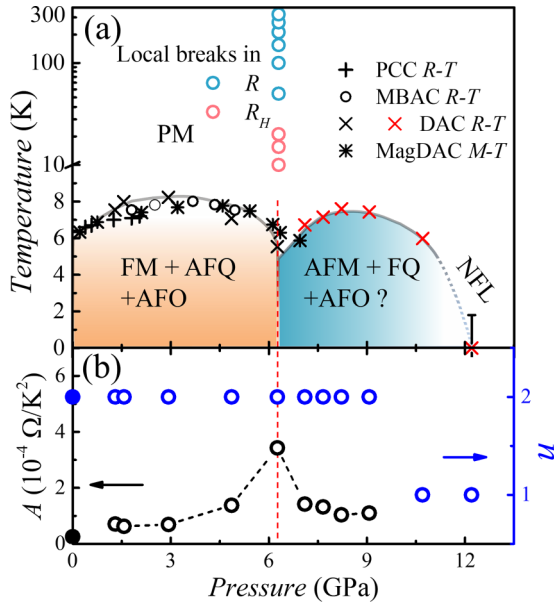 (a)
Local breaks in
R
R_H
PM
PCC R-T
MBAC R-T
DAC R-T
MagDAC M-T
Temperature (K)
100
10
8
6
4
2
0
FM + AFQ
+AFO
AFM + FQ
+AFO ?
NFL
(b)
A (10⁻⁴ Ω/K²)
6
4
2
0
n
2
1
0
3
6
9
12
Pressure (GPa)